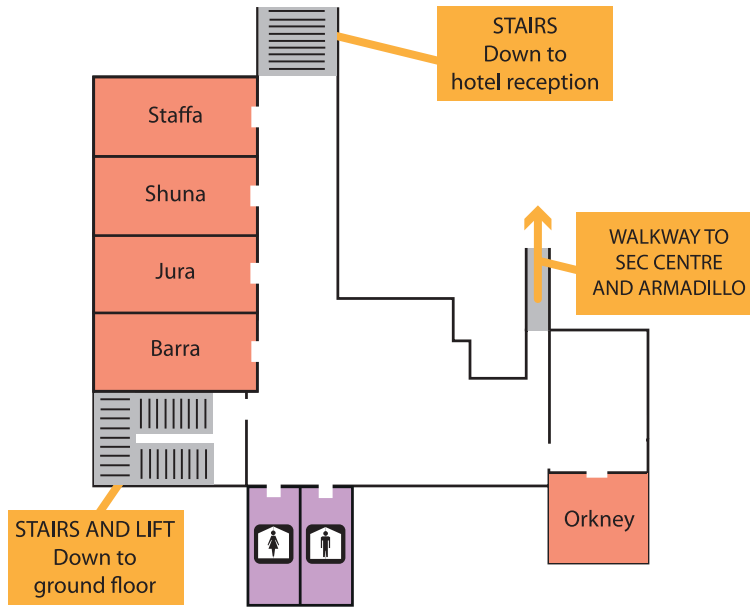 STAIRS
Down to
hotel reception
Staffa
Shuna
Jura
Barra
WALKWAY TO
SEC CENTRE
AND ARMADILLO
STAIRS AND LIFT
Down to
ground floor
Orkney